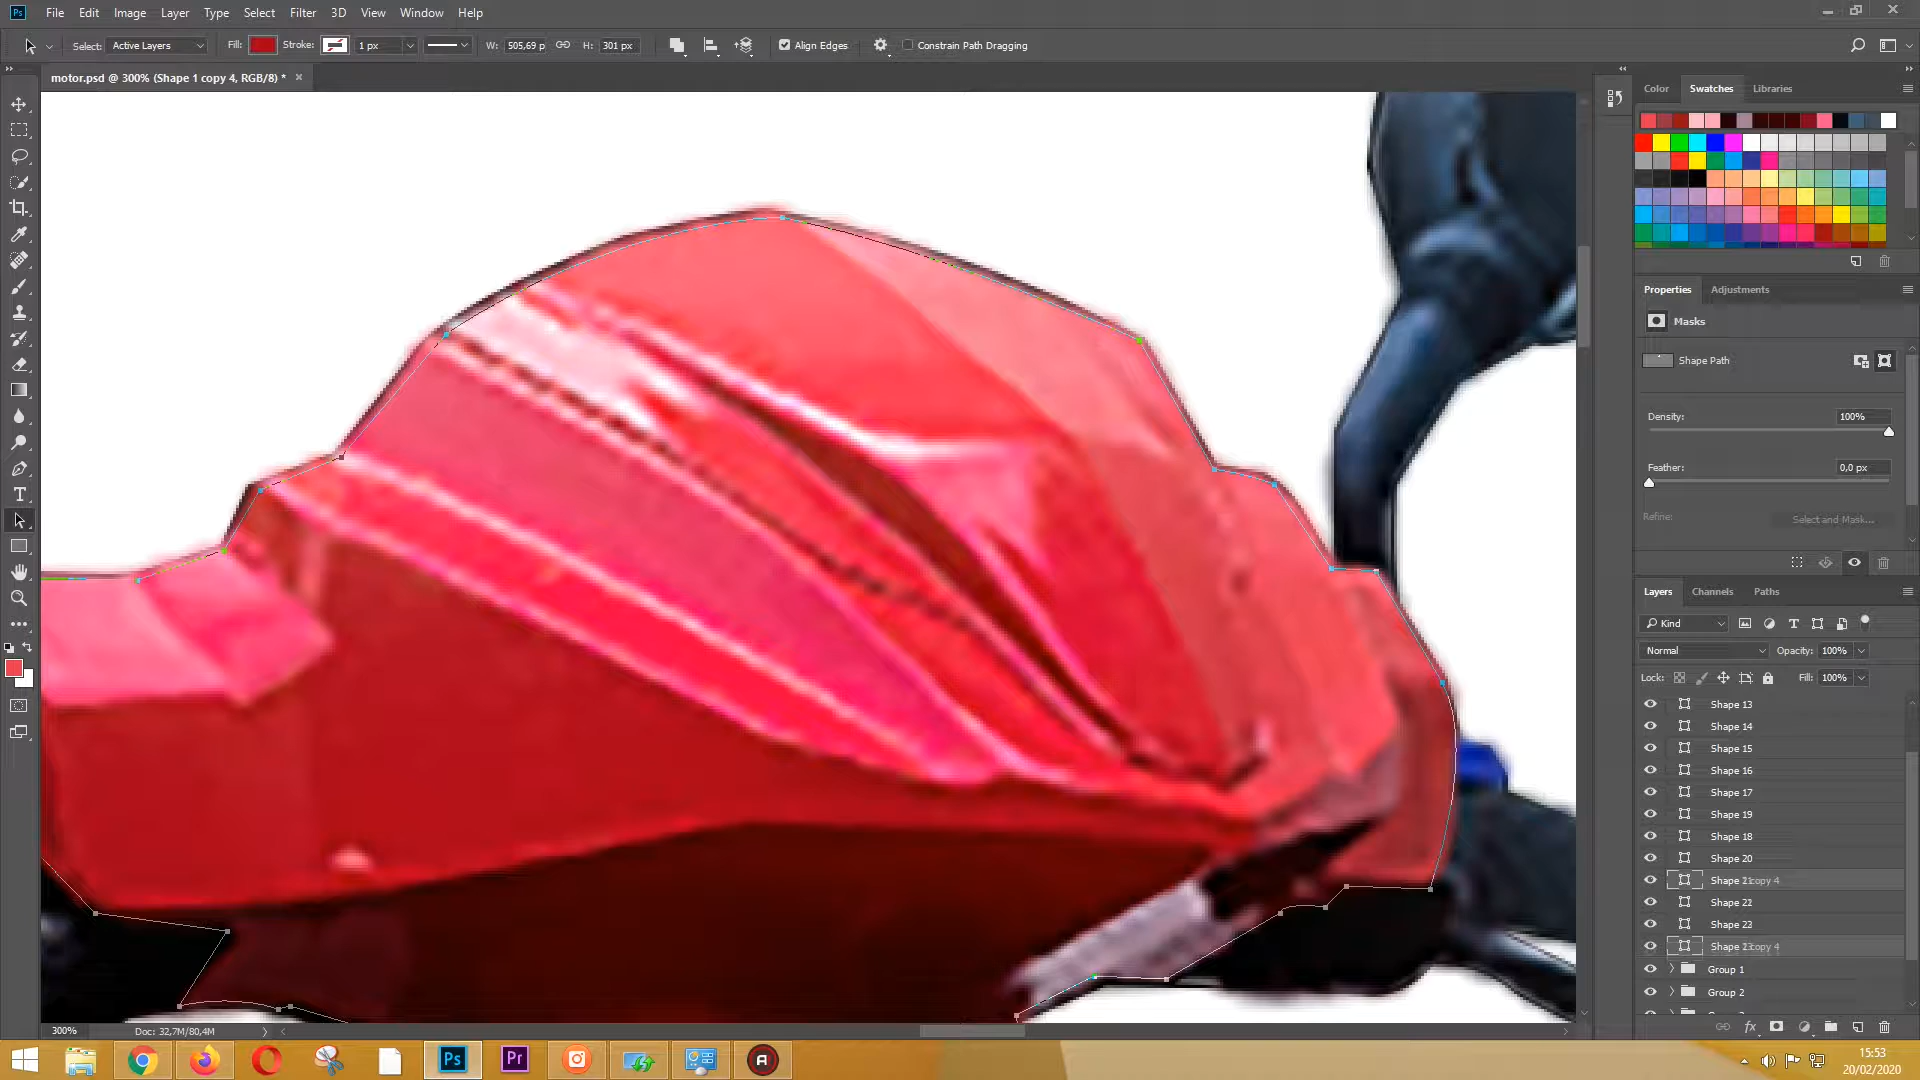 Ps File Edit Image Layer Type Select Filter 3D View Window Help
Select: Active Layers Fill: Stroke: 1 px W: 505,69 p H: 301 px Align Edges Constrain Path Dragging
motor.psd @ 300% (Shape 1 copy 4, RGB/8) * ×
Color Swatches Libraries
Properties Adjustments
Masks
Shape Path
Density: 100%
Feather: 0,0 px
Refine: Select and Mask...
Layers Channels Paths
Kind
Normal Opacity: 100%
Lock: Fill: 100%
Shape 13
Shape 14
Shape 15
Shape 16
Shape 17
Shape 19
Shape 18
Shape 20
Shape 21 copy 4
Shape 22
Shape 23
Shape copy 4
Group 1
Group 2
300% Doc: 32,7M/80,4M
Ps Pr
15:53
20/02/2020